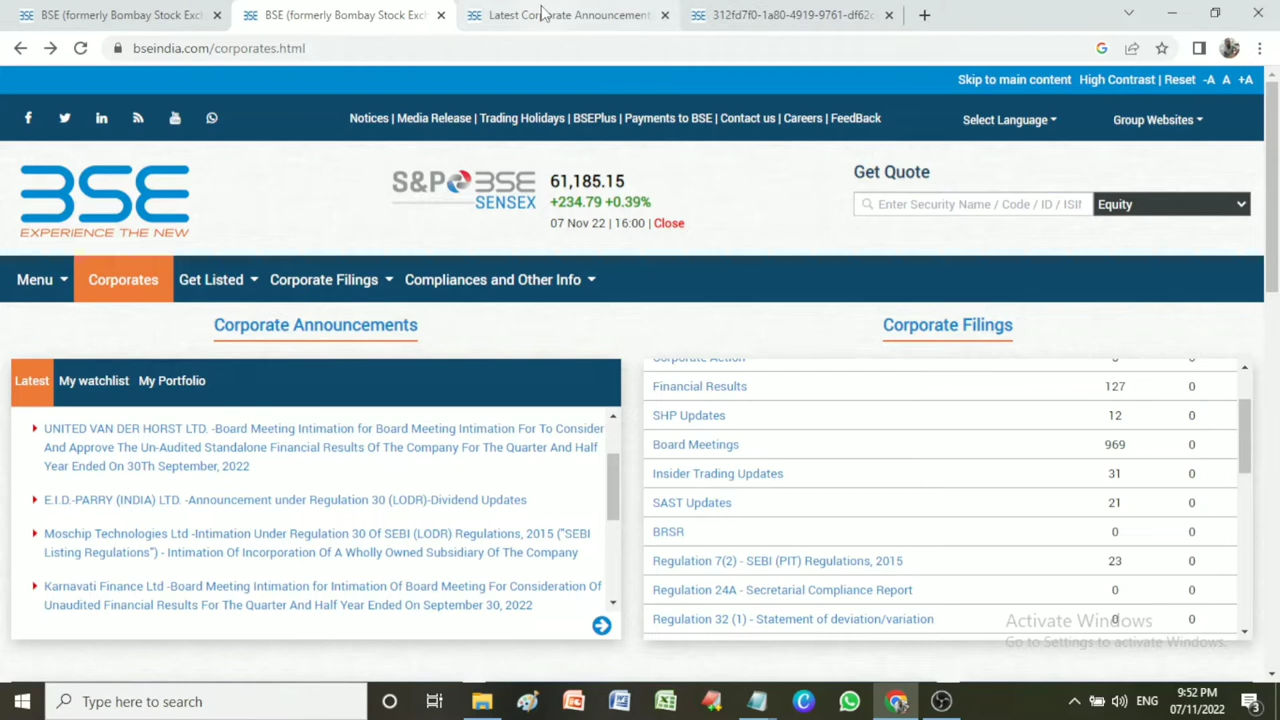 BSE (formerly Bombay Stock Exch
BSE (formerly Bombay Stock Exch
Latest Corporate Announcement
312fd7f0-1a80-4919-9761-df62c
bseindia.com/corporates.html
Skip to main content High Contrast | Reset -A A +A
Notices | Media Release | Trading Holidays | BSEPlus | Payments to BSE | Contact us | Careers | FeedBack
Select Language
Group Websites
BSE
EXPERIENCE THE NEW
S&P BSE
SENSEX
61,185.15
+234.79 +0.39%
07 Nov 22 | 16:00 | Close
Get Quote
Enter Security Name / Code / ID / ISIN
Equity
Menu Corporates Get Listed Corporate Filings Compliances and Other Info
Corporate Announcements
Corporate Filings
Latest My watchlist My Portfolio
UNITED VAN DER HORST LTD. -Board Meeting Intimation for Board Meeting Intimation For To Consider
And Approve The Un-Audited Standalone Financial Results Of The Company For The Quarter And Half
Year Ended On 30Th September, 2022
E.I.D.-PARRY (INDIA) LTD. -Announcement under Regulation 30 (LODR)-Dividend Updates
Moschip Technologies Ltd -Intimation Under Regulation 30 Of SEBI (LODR) Regulations, 2015 ("SEBI
Listing Regulations") - Intimation Of Incorporation Of A Wholly Owned Subsidiary Of The Company
Karnavati Finance Ltd -Board Meeting Intimation for Intimation Of Board Meeting For Consideration Of
Unaudited Financial Results For The Quarter And Half Year Ended On September 30, 2022
Corporate Action 0 0
Financial Results 127 0
SHP Updates 12 0
Board Meetings 969 0
Insider Trading Updates 31 0
SAST Updates 21 0
BRSR 0 0
Regulation 7(2) - SEBI (PIT) Regulations, 2015 23 0
Regulation 24A - Secretarial Compliance Report 0 0
Regulation 32 (1) - Statement of deviation/variation 0 0
Activate Windows
Go to Settings to activate Windows.
Type here to search
ENG
9:52 PM
07/11/2022
3